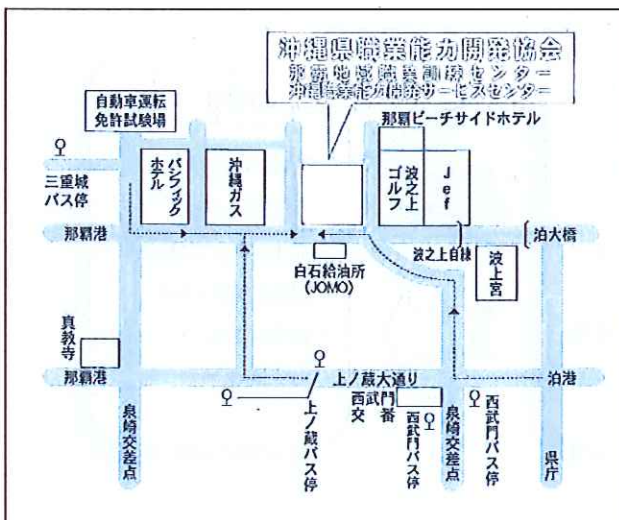 沖縄県職業能力開発協会
那覇地域職業訓練センター
沖縄職業能力開発サービスセンター
自動車運転
免許試験場
那覇ビーチサイドホテル
三重城
バス停
パシフィック
ホテル
沖縄ガス
波之上
ゴルフ
Jef
那覇港
白石給油所
(JOMO)
波之上自練
波上宮
泊大橋
真教寺
那覇港
上ノ蔵大通り
泊港
西武門
交番
上ノ蔵バス停
西武門バス停
西武門バス停
泉崎交差点
泉崎交差点
県庁